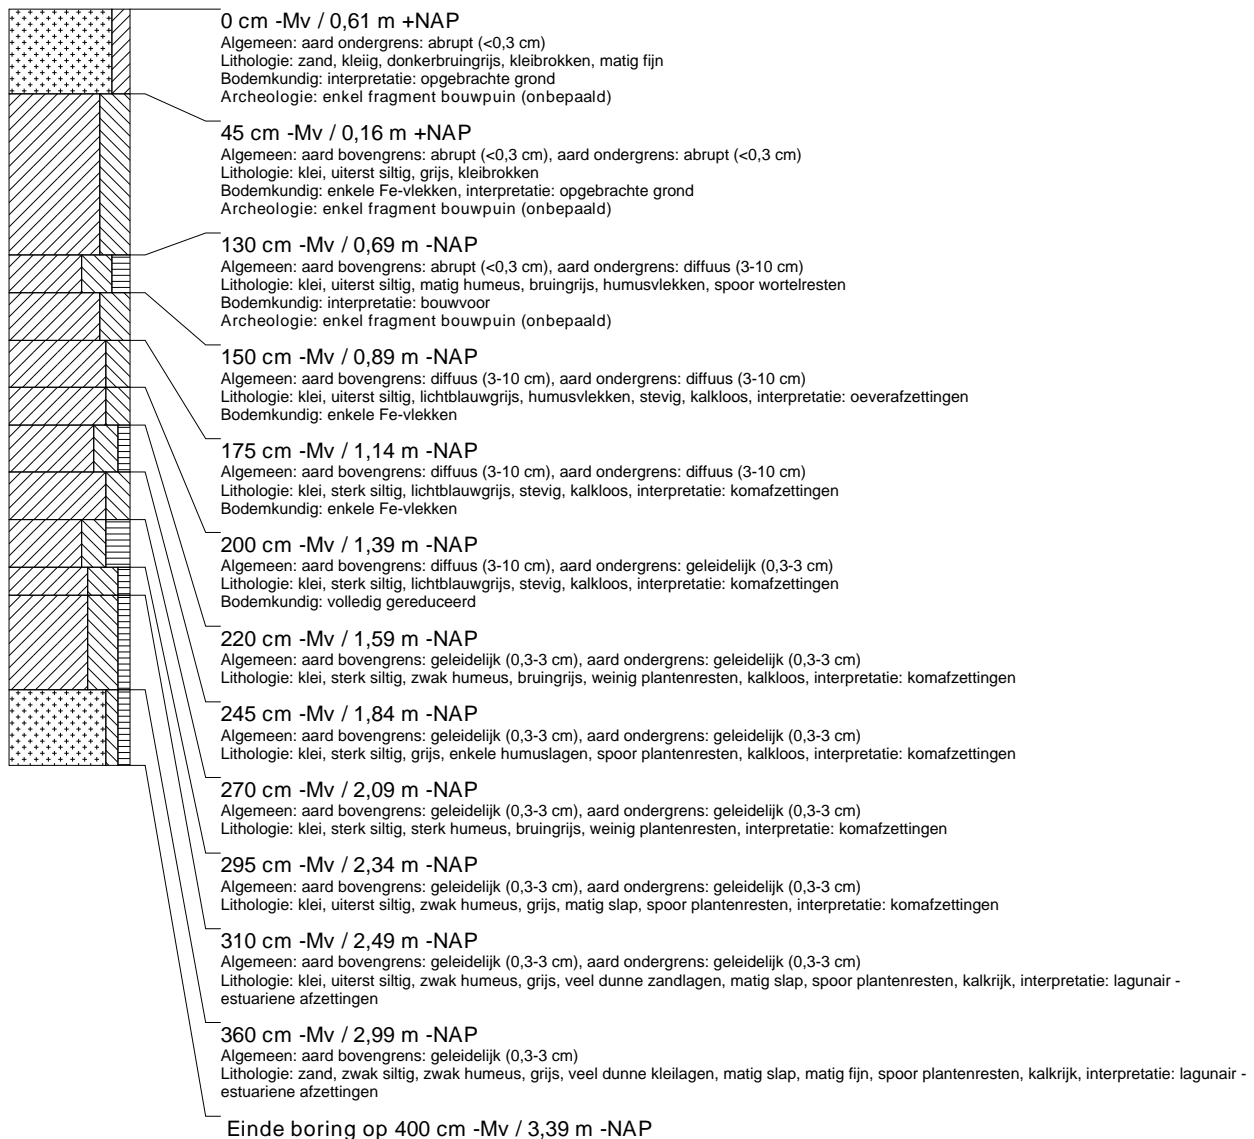 0 cm -Mv / 0,61 m +NAP
Algemeen: aard ondergrens: abrupt (<0,3 cm)
Lithologie: zand, kleiig, donkerbruingrijs, kleibrokken, matig fijn
Bodemkundig: interpretatie: opgebrachte grond
Archeologie: enkel fragment bouwpuin (onbepaald)
45 cm -Mv / 0,16 m +NAP
Algemeen: aard bovengrens: abrupt (<0,3 cm), aard ondergrens: abrupt (<0,3 cm)
Lithologie: klei, uiterst siltig, grijs, kleibrokken
Bodemkundig: enkele Fe-vlekken, interpretatie: opgebrachte grond
Archeologie: enkel fragment bouwpuin (onbepaald)
130 cm -Mv / 0,69 m -NAP
Algemeen: aard bovengrens: abrupt (<0,3 cm), aard ondergrens: diffuus (3-10 cm)
Lithologie: klei, uiterst siltig, matig humeus, bruingrijs, humusvlekken, spoor wortelresten
Bodemkundig: interpretatie: bouwvoor
Archeologie: enkel fragment bouwpuin (onbepaald)
150 cm -Mv / 0,89 m -NAP
Algemeen: aard bovengrens: diffuus (3-10 cm), aard ondergrens: diffuus (3-10 cm)
Lithologie: klei, uiterst siltig, lichtblauwgrijs, humusvlekken, stevig, kalkloos, interpretatie: oeverafzettingen
Bodemkundig: enkele Fe-vlekken
175 cm -Mv / 1,14 m -NAP
Algemeen: aard bovengrens: diffuus (3-10 cm), aard ondergrens: diffuus (3-10 cm)
Lithologie: klei, sterk siltig, lichtblauwgrijs, stevig, kalkloos, interpretatie: komafzettingen
Bodemkundig: enkele Fe-vlekken
200 cm -Mv / 1,39 m -NAP
Algemeen: aard bovengrens: diffuus (3-10 cm), aard ondergrens: geleidelijk (0,3-3 cm)
Lithologie: klei, sterk siltig, lichtblauwgrijs, stevig, kalkloos, interpretatie: komafzettingen
Bodemkundig: volledig gereduceerd
220 cm -Mv / 1,59 m -NAP
Algemeen: aard bovengrens: geleidelijk (0,3-3 cm), aard ondergrens: geleidelijk (0,3-3 cm)
Lithologie: klei, sterk siltig, zwak humeus, bruingrijs, weinig plantenresten, kalkloos, interpretatie: komafzettingen
245 cm -Mv / 1,84 m -NAP
Algemeen: aard bovengrens: geleidelijk (0,3-3 cm), aard ondergrens: geleidelijk (0,3-3 cm)
Lithologie: klei, sterk siltig, grijs, enkele humuslagen, spoor plantenresten, kalkloos, interpretatie: komafzettingen
270 cm -Mv / 2,09 m -NAP
Algemeen: aard bovengrens: geleidelijk (0,3-3 cm), aard ondergrens: geleidelijk (0,3-3 cm)
Lithologie: klei, sterk siltig, sterk humeus, bruingrijs, weinig plantenresten, interpretatie: komafzettingen
295 cm -Mv / 2,34 m -NAP
Algemeen: aard bovengrens: geleidelijk (0,3-3 cm), aard ondergrens: geleidelijk (0,3-3 cm)
Lithologie: klei, uiterst siltig, zwak humeus, grijs, matig slap, spoor plantenresten, interpretatie: komafzettingen
310 cm -Mv / 2,49 m -NAP
Algemeen: aard bovengrens: geleidelijk (0,3-3 cm), aard ondergrens: geleidelijk (0,3-3 cm)
Lithologie: klei, uiterst siltig, zwak humeus, grijs, veel dunne zandlagen, matig slap, spoor plantenresten, kalkrijk, interpretatie: lagunair -
estuariene afzettingen
360 cm -Mv / 2,99 m -NAP
Algemeen: aard bovengrens: geleidelijk (0,3-3 cm)
Lithologie: zand, zwak siltig, zwak humeus, grijs, veel dunne kleilagen, matig slap, matig fijn, spoor plantenresten, kalkrijk, interpretatie: lagunair -
estuariene afzettingen
Einde boring op 400 cm -Mv / 3,39 m -NAP